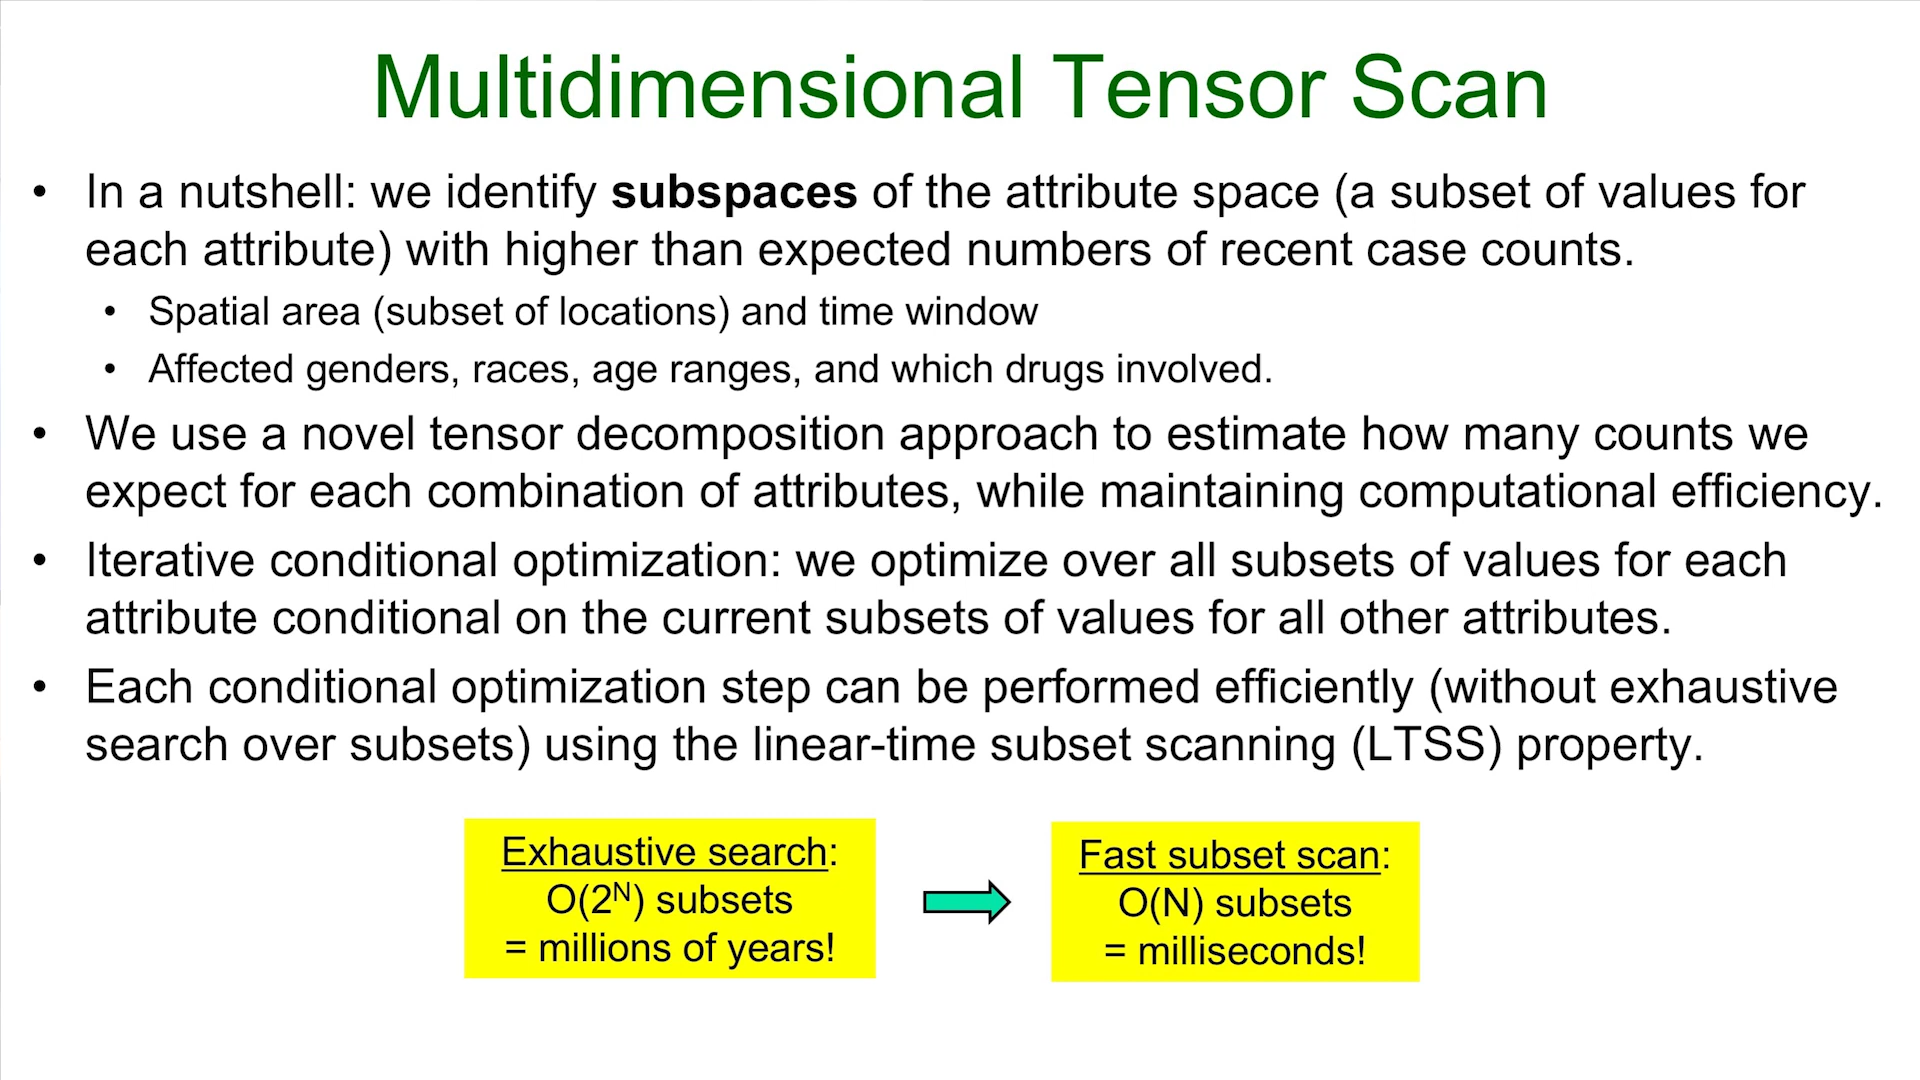 Multidimensional Tensor Scan
• In a nutshell: we identify subspaces of the attribute space (a subset of values for
each attribute) with higher than expected numbers of recent case counts.
• Spatial area (subset of locations) and time window
• Affected genders, races, age ranges, and which drugs involved.
• We use a novel tensor decomposition approach to estimate how many counts we
expect for each combination of attributes, while maintaining computational efficiency.
• Iterative conditional optimization: we optimize over all subsets of values for each
attribute conditional on the current subsets of values for all other attributes.
• Each conditional optimization step can be performed efficiently (without exhaustive
search over subsets) using the linear-time subset scanning (LTSS) property.
Exhaustive search:
O(2ᴺ) subsets
= millions of years!
Fast subset scan:
O(N) subsets
= milliseconds!